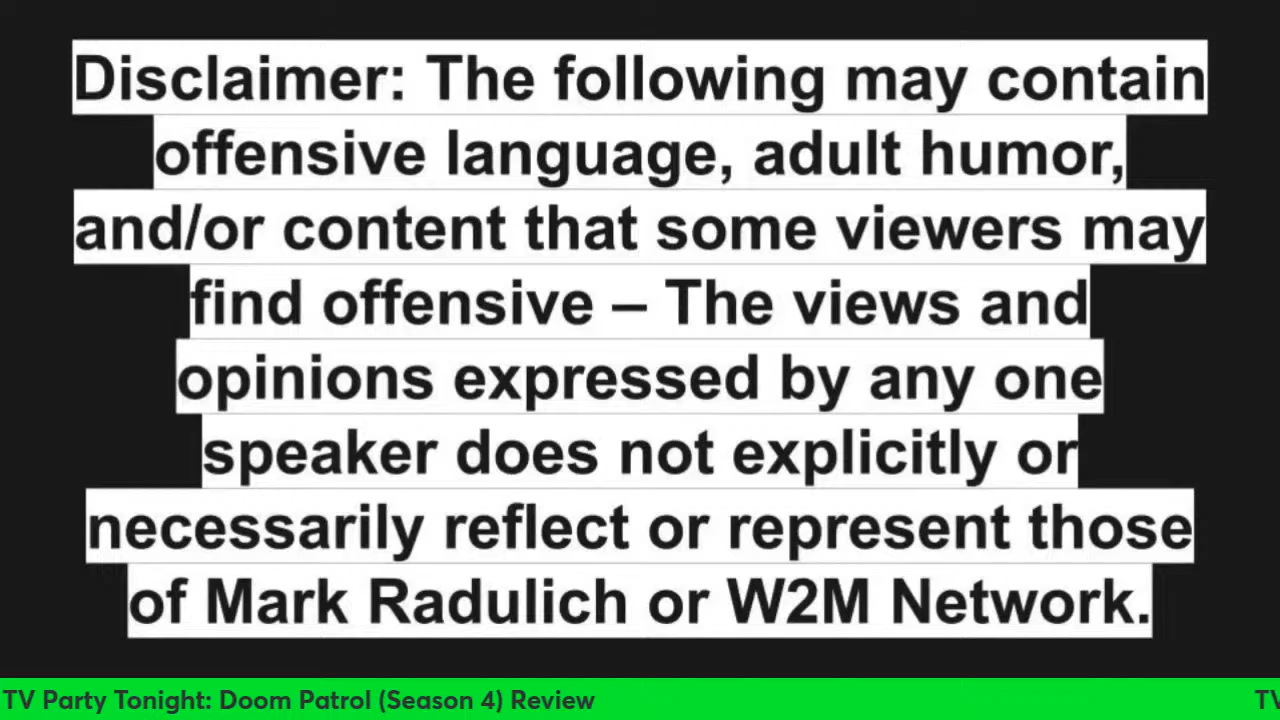 Disclaimer: The following may contain
offensive language, adult humor,
and/or content that some viewers may
find offensive – The views and
opinions expressed by any one
speaker does not explicitly or
necessarily reflect or represent those
of Mark Radulich or W2M Network.
TV Party Tonight: Doom Patrol (Season 4) Review TV